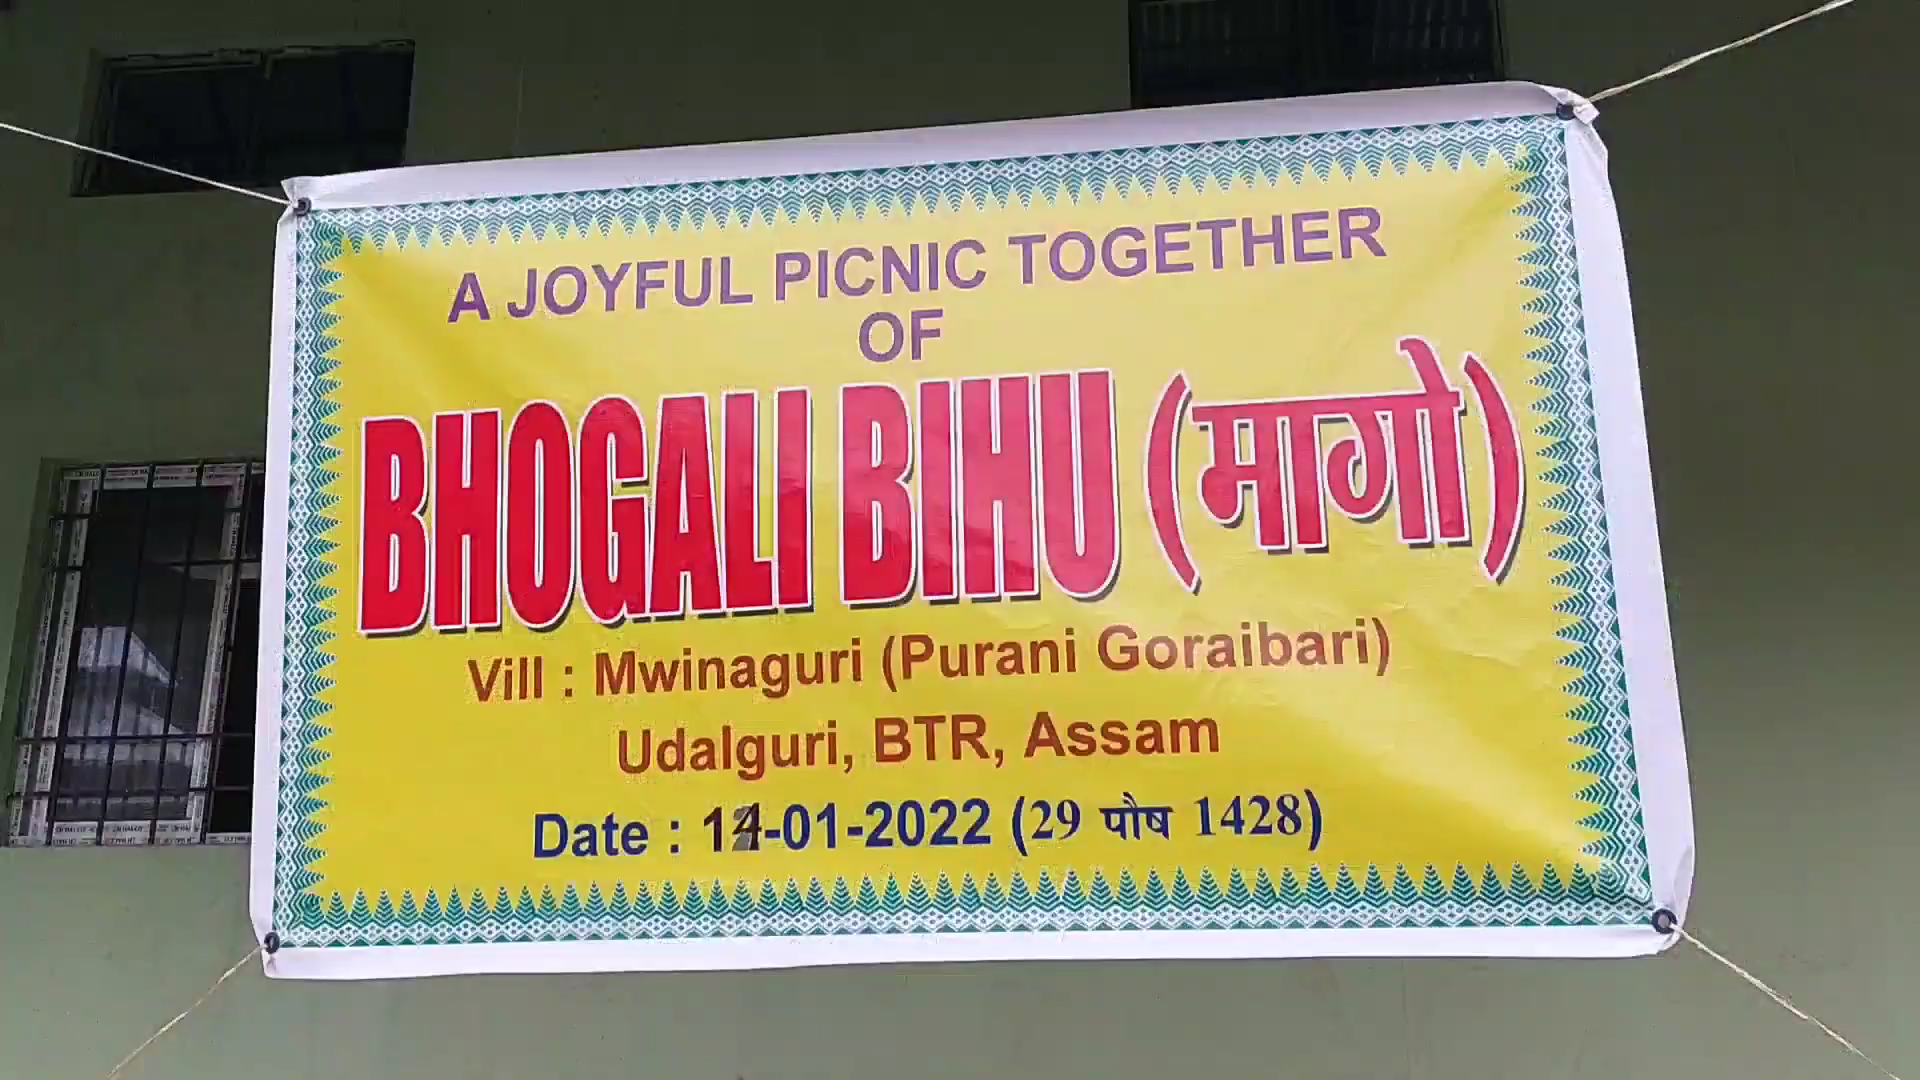 A JOYFUL PICNIC TOGETHER
OF
BHOGALI BIHU (मागो)
Vill : Mwinaguri (Purani Goraibari)
Udalguri, BTR, Assam
Date : 14-01-2022 (29 पौष 1428)